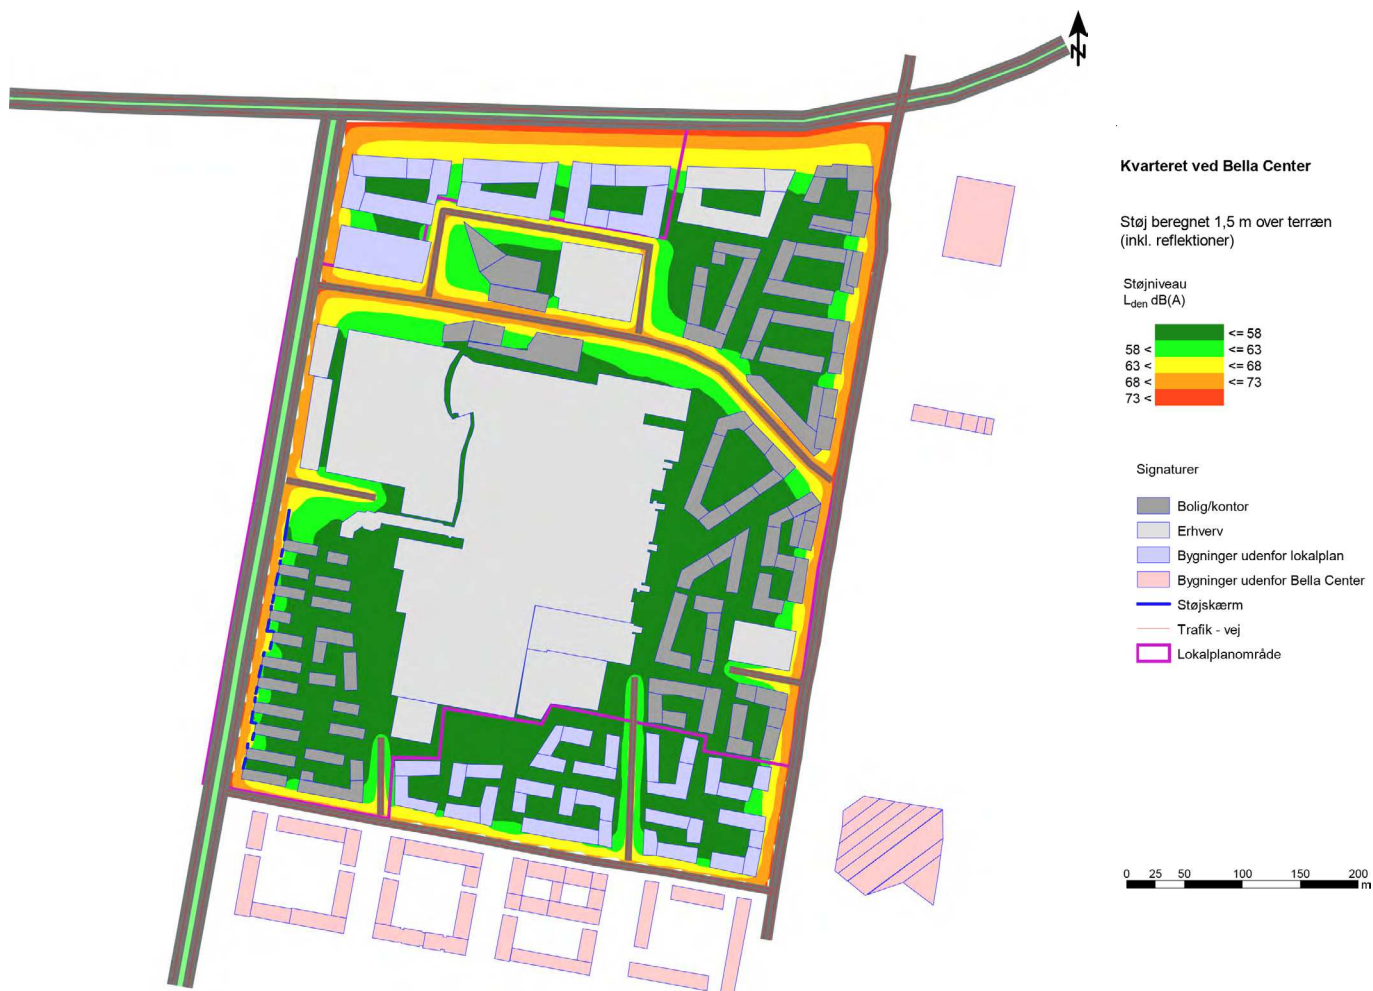 N
Kvarteret ved Bella Center
Støj beregnet 1,5 m over terræn
(inkl. reflektioner)
Støjniveau
Lden dB(A)
<= 58
58 < <= 63
63 < <= 68
68 < <= 73
73 <
Signaturer
Bolig/kontor
Erhverv
Bygninger udenfor lokalplan
Bygninger udenfor Bella Center
Støjskærm
Trafik - vej
Lokalplanområde
0 25 50 100 150 200
m